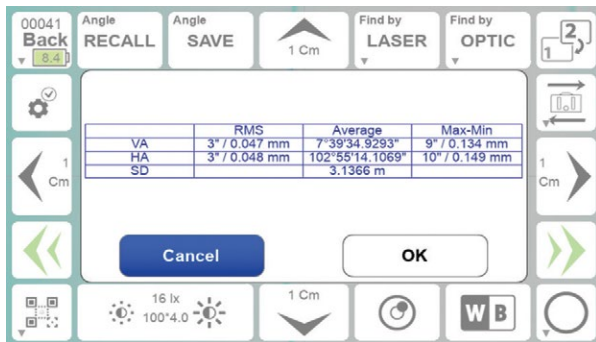 00041
Back
8.4
Angle
RECALL
Angle
SAVE
1 Cm
Find by
LASER
Find by
OPTIC
1 2
RMS Average Max-Min
VA 3" / 0.047 mm 7°39'34.9293" 9" / 0.134 mm
HA 3" / 0.048 mm 102°55'14.1069" 10" / 0.149 mm
SD 3.1366 m
1
Cm
1
Cm
Cancel
OK
16 lx
100*4.0
1 Cm
W B